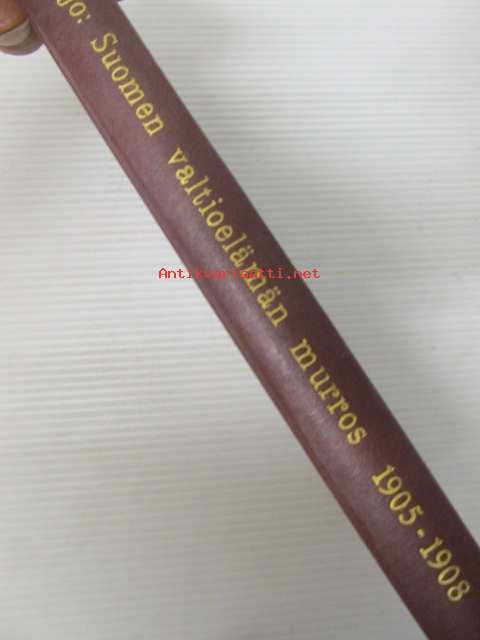 Suomen valtioelämän murros 1905-1908
Antikvariaatti.net